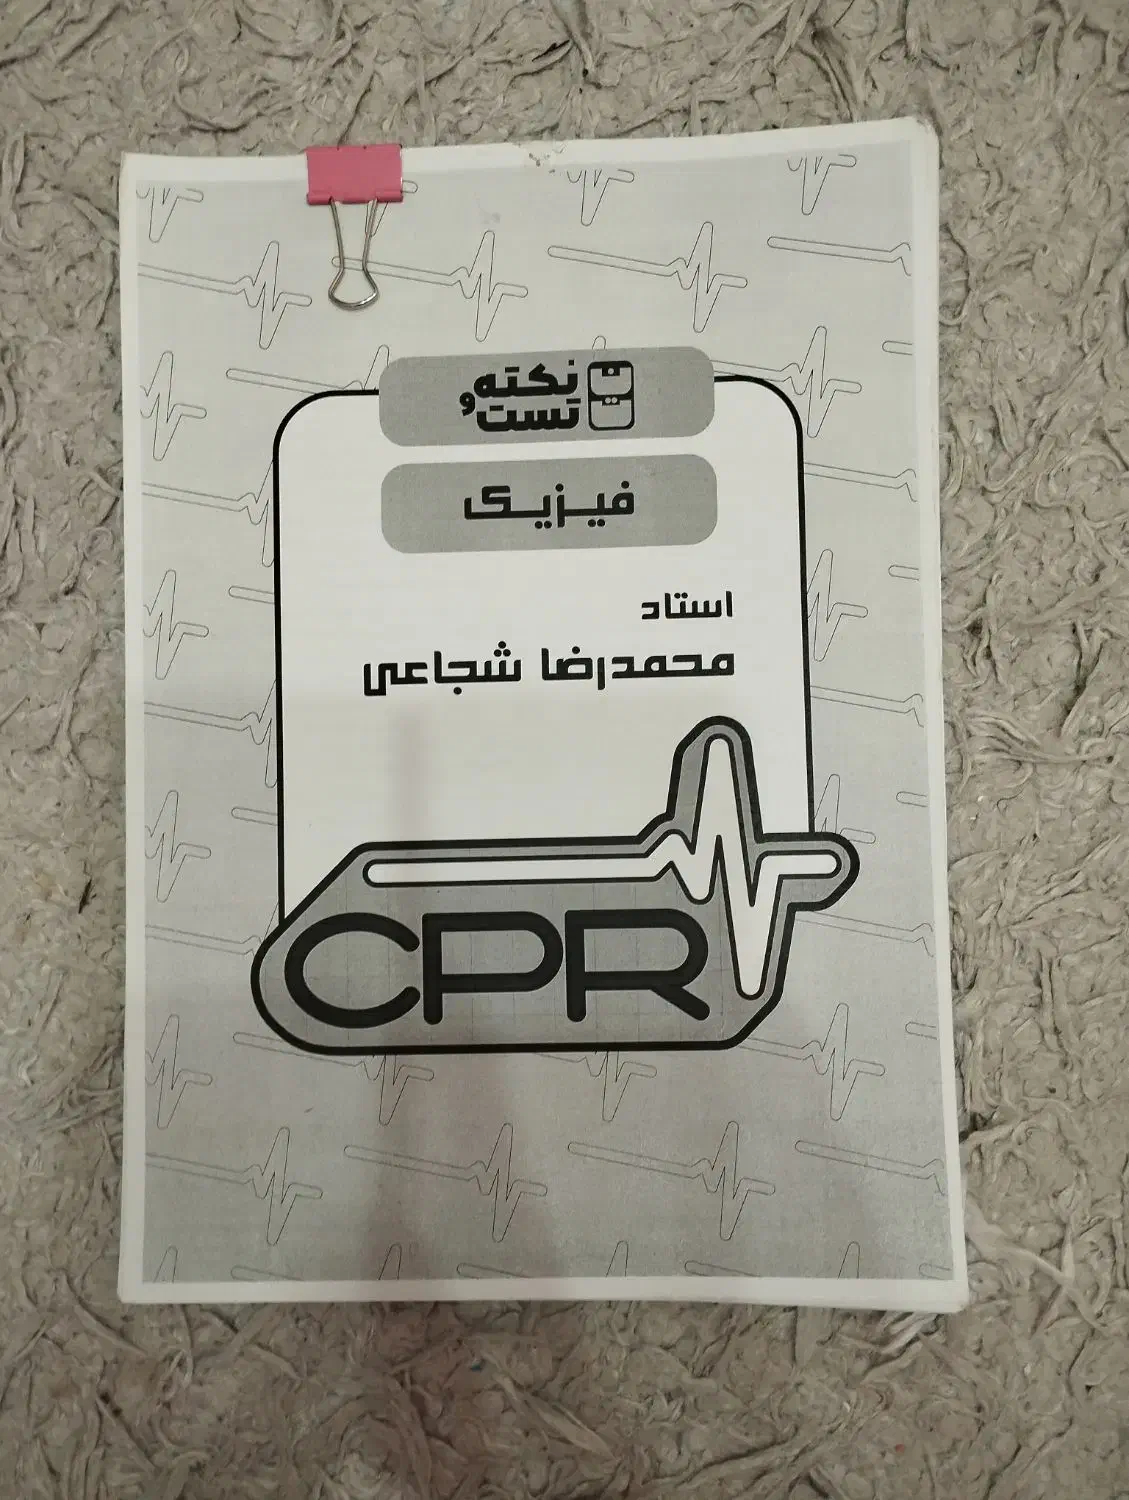 نکته
و تست
فیزیک
استاد
محمدرضا شجاعی
CPR